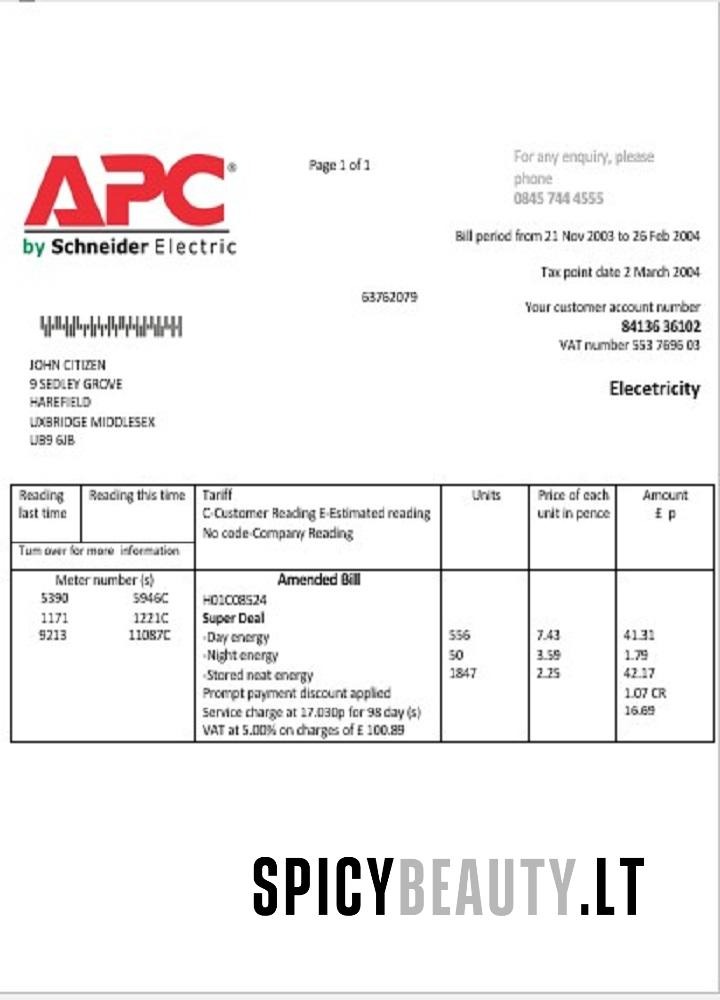 APC®
by Schneider Electric
Page 1 of 1
For any enquiry, please
phone
0845 744 4555
Bill period from 21 Nov 2003 to 26 Feb 2004
Tax point date 2 March 2004
63762079
Your customer account number
84136 36102
VAT number 553 7696 03
Elecetricity
JOHN CITIZEN
9 SEDLEY GROVE
HAREFIELD
UXBRIDGE MIDDLESEX
UB9 6JB
Reading last time
Reading this time
Turn over for more information
Tariff
C-Customer Reading E-Estimated reading
No code-Company Reading
Units
Price of each unit in pence
Amount £ p
Meter number (s)
5390 5946C
1171 1221C
9213 11087C
Amended Bill
H01C08524
Super Deal
-Day energy 556 7.43 41.31
-Night energy 50 3.59 1.79
-Stored neat energy 1847 2.25 42.17
Prompt payment discount applied 1.07 CR
Service charge at 17.030p for 98 day (s) 16.69
VAT at 5.00% on charges of £ 100.89
SPICYBEAUTY.LT